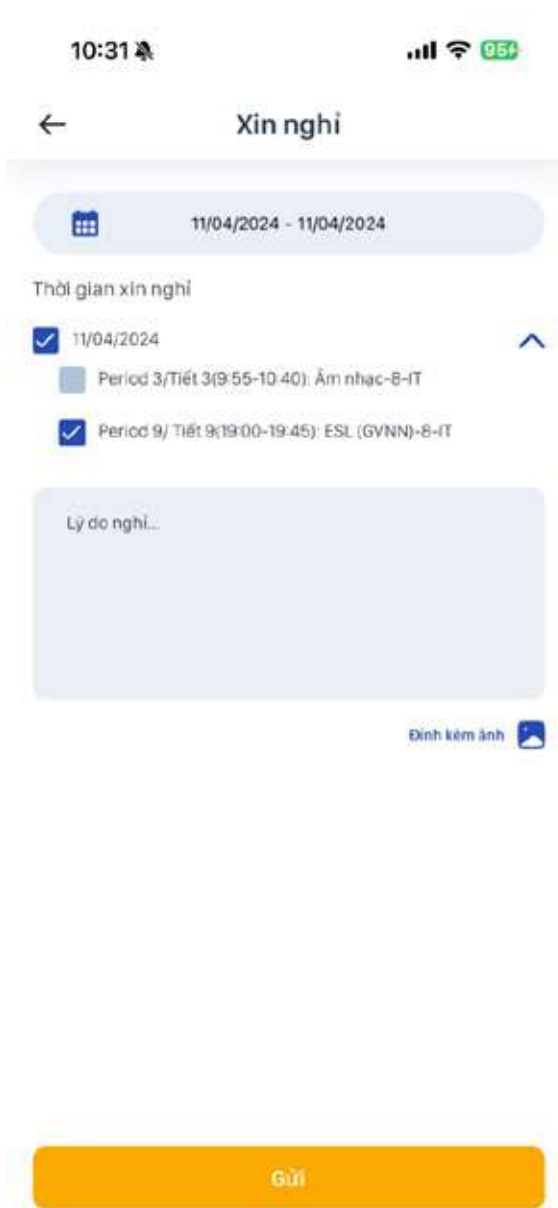 10:31
95
Xin nghỉ
11/04/2024 - 11/04/2024
Thời gian xin nghỉ
11/04/2024
Period 3/Tiết 3(9:55-10:40): Âm nhạc-8-IT
Period 9/ Tiết 9(19:00-19:45): ESL (GVNN)-8-IT
Lý do nghỉ...
Đính kèm ảnh
Gửi